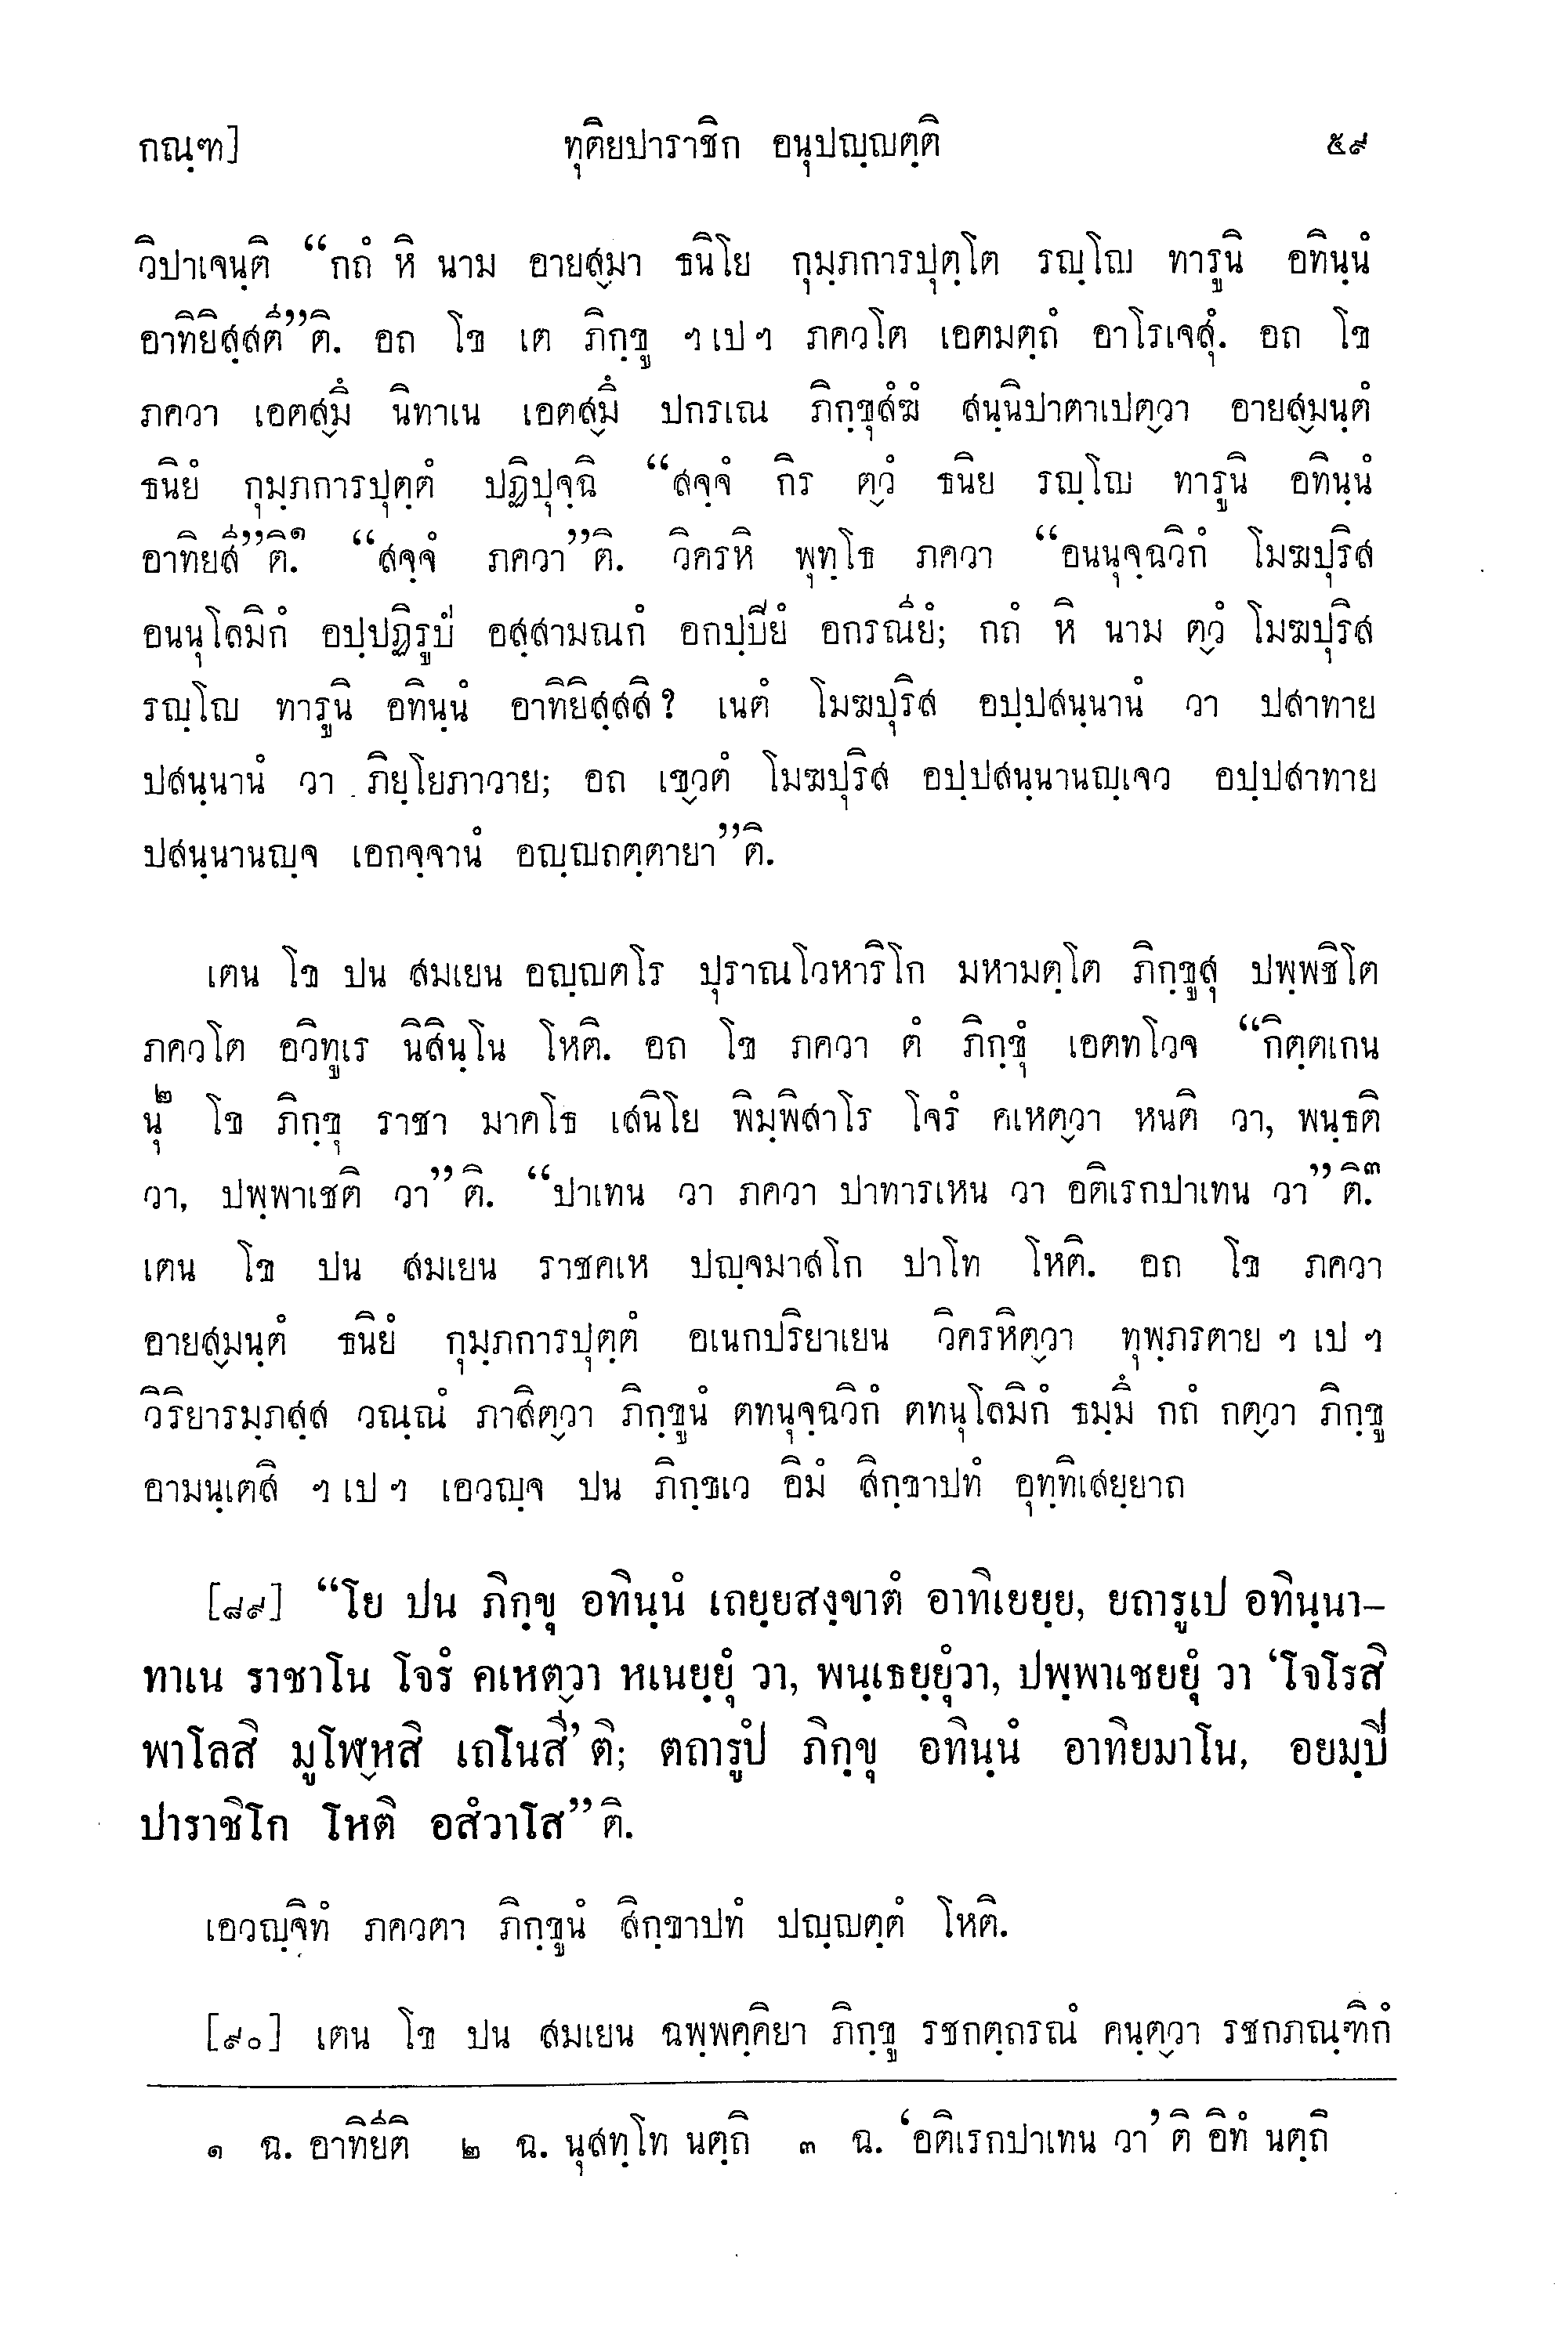 กณฺฑ] ทุติยปาราชิก อนุปญฺญตฺติ ๕๙
วิปาเจนฺติ “กถํ หิ นาม อายสฺมา ธนิโย กุมฺภการปุตฺโต รญฺโญ ทารูนิ อทินฺนํ
อาทิยิสฺสตี”ติ. อถ โข เต ภิกฺขู ฯ เป ฯ ภควโต เอตมตฺถํ อาโรเจสุํ. อถ โข
ภควา เอตสฺมึ นิทาเน เอตสฺมึ ปกรเณ ภิกฺขุสํฆํ สนฺนิปาตาเปตฺวา อายสฺมนฺตํ
ธนิยํ กุมฺภการปุตฺตํ ปฏิปุจฺฉิ “สจฺจํ กิร ตฺวํ ธนิย รญฺโญ ทารูนิ อทินฺนํ
อาทิยสี”ติ.๑ “สจฺจํ ภควา”ติ. วิครหิ พุทฺโธ ภควา “อนนุจฺฉวิกํ โมฆปุริส
อนนุโลมิกํ อปฺปฏิรูปํ อสฺสามณกํ อกปฺปิยํ อกรณียํ; กถํ หิ นาม ตฺวํ โมฆปุริส
รญฺโญ ทารูนิ อทินฺนํ อาทิยิสฺสสิ? เนตํ โมฆปุริส อปฺปสนฺนานํ วา ปสาทาย
ปสนฺนานํ วา ภิยฺโยภาวาย; อถ เขฺวตํ โมฆปุริส อปฺปสนฺนานญฺเจว อปฺปสาทาย
ปสนฺนานญฺจ เอกจฺจานํ อญฺญถตฺตายา”ติ.
เตน โข ปน สมเยน อญฺญตโร ปุราณโวหาริโก มหามตฺโต ภิกฺขูสุ ปพฺพชิโต
ภควโต อวิทูเร นิสินฺโน โหติ. อถ โข ภควา ตํ ภิกฺขุํ เอตทโวจ “กิตฺตเกน
นุ๒ โข ภิกฺขุ ราชา มาคโธ เสนิโย พิมฺพิสาโร โจรํ คเหตฺวา หนติ วา, พนฺธติ
วา, ปพฺพาเชติ วา”ติ. “ปาเทน วา ภควา ปาทารเหน วา อติเรกปาเทน วา”ติ.๓
เตน โข ปน สมเยน ราชคเห ปญฺจมาสโก ปาโท โหติ. อถ โข ภควา
อายสฺมนฺตํ ธนิยํ กุมฺภการปุตฺตํ อเนกปริยาเยน วิครหิตฺวา ทุพฺภรตาย ฯ เป ฯ
วิริยารมฺภสฺส วณฺณํ ภาสิตฺวา ภิกฺขูนํ ตทนุจฺฉวิกํ ตทนุโลมิกํ ธมฺมึ กถํ กตฺวา ภิกฺขู
อามนฺเตสิ ฯ เป ฯ เอวญฺจ ปน ภิกฺขเว อิมํ สิกฺขาปทํ อุทฺทิเสยฺยาถ
[๘๙] “โย ปน ภิกฺขุ อทินฺนํ เถยฺยสงฺขาตํ อาทิเยยฺย, ยถารูเป อทินฺนา–
ทาเน ราชาโน โจรํ คเหตฺวา หเนยฺยุํ วา, พนฺเธยฺยุํวา, ปพฺพาเชยยุํ วา ‘โจโรสิ
พาโลสิ มูโฬฺหสิ เถโนสี’ติ; ตถารูปํ ภิกฺขุ อทินฺนํ อาทิยมาโน, อยมฺปิ
ปาราชิโก โหติ อสํวาโส”ติ.
เอวญฺจิทํ ภควตา ภิกฺขูนํ สิกฺขาปทํ ปญฺญตฺตํ โหติ.
[๙๐] เตน โข ปน สมเยน ฉพฺพคฺคิยา ภิกฺขู รชกตฺถรณํ คนฺตฺวา รชกภณฺฑิกํ
๑ ฉ. อาทิยีติ ๒ ฉ. นุสทฺโท นตฺถิ ๓ ฉ. ‘อติเรกปาเทน วา’ติ อิทํ นตฺถิ